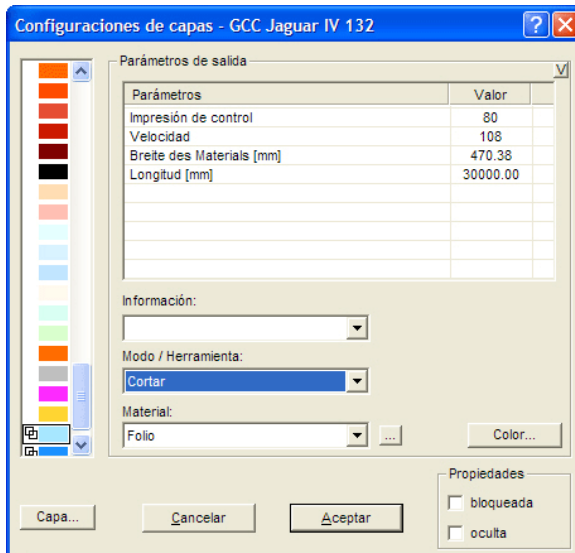 Configuraciones de capas - GCC Jaguar IV 132
Parámetros de salida
V
Parámetros Valor
Impresión de control 80
Velocidad 108
Breite des Materials [mm] 470.38
Longitud [mm] 30000.00
Información:
Modo / Herramienta:
Cortar
Material:
Folio
...
Color...
Propiedades
bloqueada
oculta
Capa...
Cancelar
Aceptar